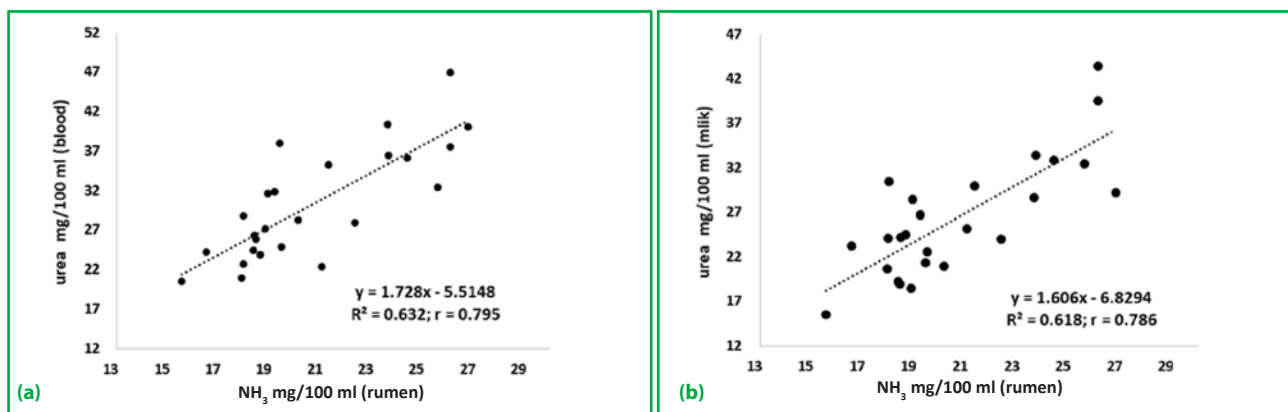 52
47
42
37
32
27
22
17
12
urea mg/100 ml (blood)
y = 1.728x - 5.5148
R² = 0.632; r = 0.795
13 15 17 19 21 23 25 27 29
(a)
NH₃ mg/100 ml (rumen)
47
42
37
32
27
22
17
12
urea mg/100 ml (mlik)
y = 1.606x - 6.8294
R² = 0.618; r = 0.786
13 15 17 19 21 23 25 27 29
(b)
NH₃ mg/100 ml (rumen)